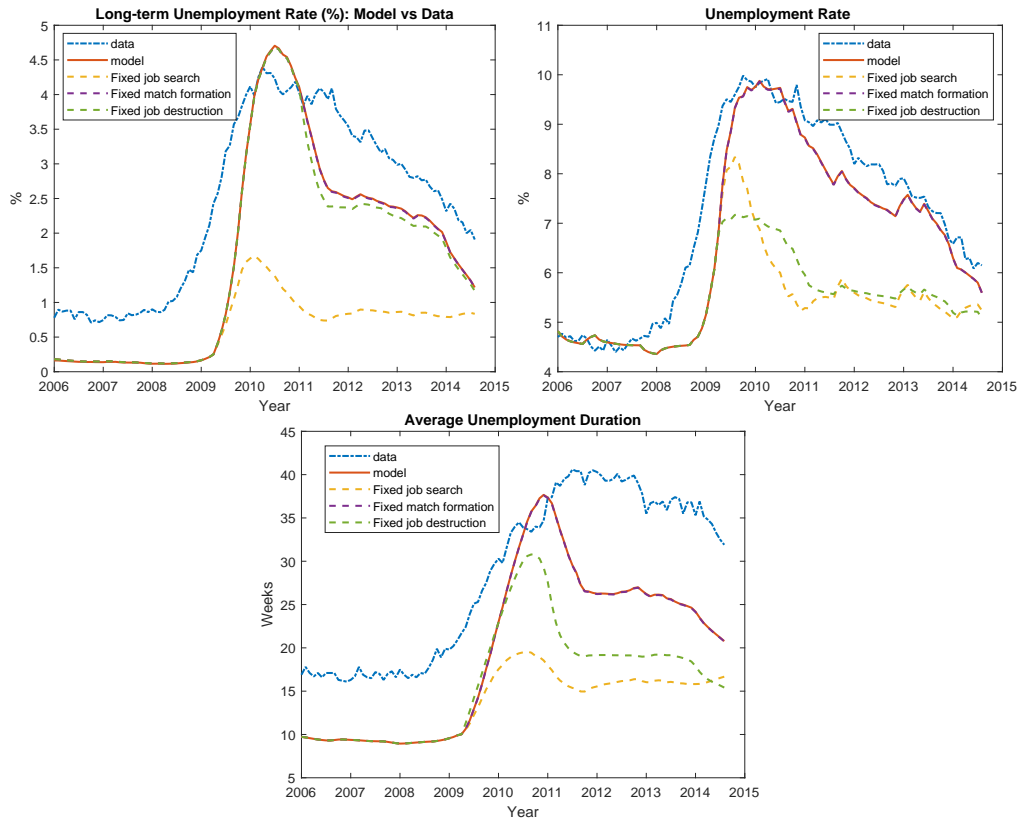 Long-term Unemployment Rate (%): Model vs Data
5
4.5
4
3.5
3
2.5
2
1.5
1
0.5
0
%
data
model
Fixed job search
Fixed match formation
Fixed job destruction
2006 2007 2008 2009 2010 2011 2012 2013 2014 2015
Year
Unemployment Rate
11
10
9
8
7
6
5
4
%
data
model
Fixed job search
Fixed match formation
Fixed job destruction
2006 2007 2008 2009 2010 2011 2012 2013 2014 2015
Year
Average Unemployment Duration
45
40
35
30
25
20
15
10
5
Weeks
data
model
Fixed job search
Fixed match formation
Fixed job destruction
2006 2007 2008 2009 2010 2011 2012 2013 2014 2015
Year